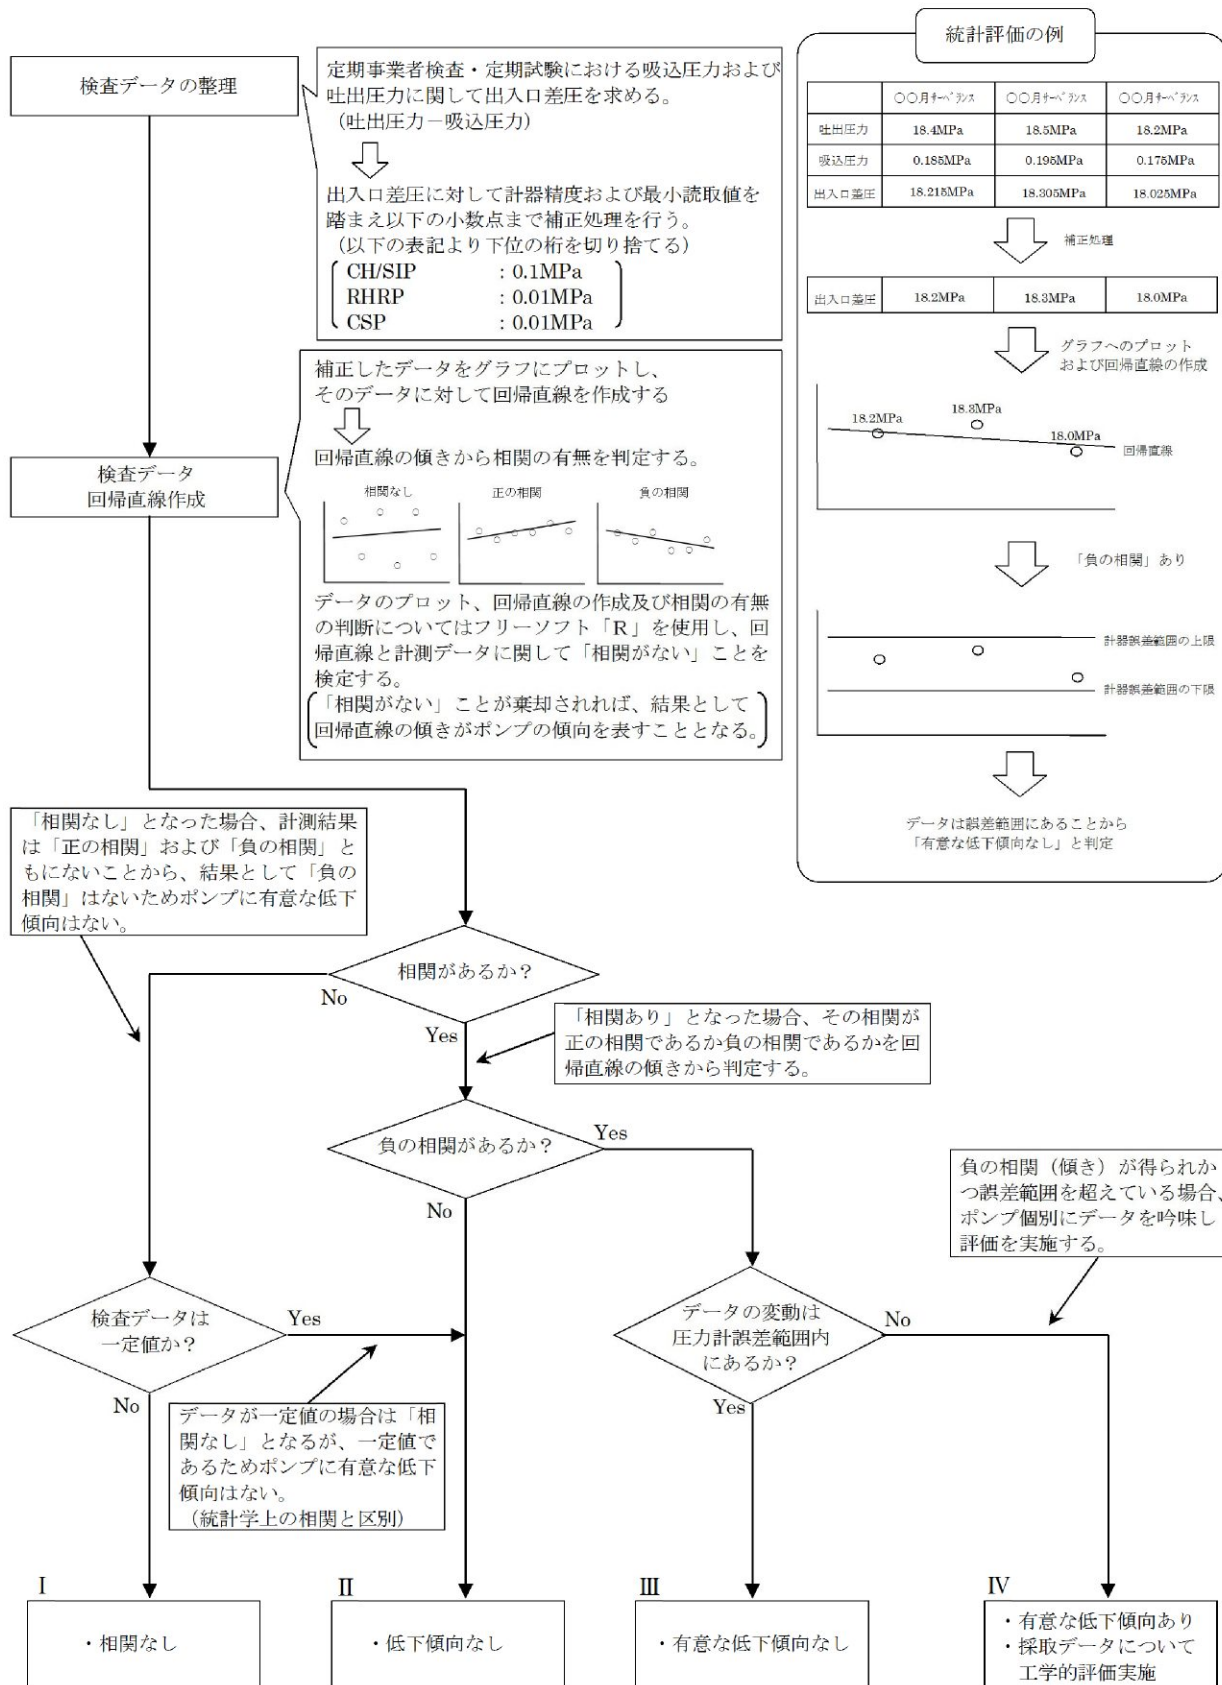 検査データの整理
定期事業者検査・定期試験における吸込圧力および
吐出圧力に関して出入口差圧を求める。
（吐出圧力－吸込圧力）
出入口差圧に対して計器精度および最小読取値を
踏まえ以下の小数点まで補正処理を行う。
（以下の表記より下位の桁を切り捨てる）
CH/SIP : 0.1MPa
RHRP : 0.01MPa
CSP : 0.01MPa
検査データ
回帰直線作成
補正したデータをグラフにプロットし、
そのデータに対して回帰直線を作成する
回帰直線の傾きから相関の有無を判定する。
相関なし 正の相関 負の相関
データのプロット、回帰直線の作成及び相関の有無
の判断についてはフリーソフト「R」を使用し、回
帰直線と計測データに関して「相関がない」ことを
検定する。
「相関がない」ことが棄却されれば、結果として
回帰直線の傾きがポンプの傾向を表すこととなる。
統計評価の例
〇〇月ｻｰﾍﾞﾗﾝｽ 〇〇月ｻｰﾍﾞﾗﾝｽ 〇〇月ｻｰﾍﾞﾗﾝｽ
吐出圧力 18.4MPa 18.5MPa 18.2MPa
吸込圧力 0.185MPa 0.195MPa 0.175MPa
出入口差圧 18.215MPa 18.305MPa 18.025MPa
補正処理
出入口差圧 18.2MPa 18.3MPa 18.0MPa
グラフへのプロット
および回帰直線の作成
18.2MPa
18.3MPa
18.0MPa
回帰直線
「負の相関」あり
計器誤差範囲の上限
計器誤差範囲の下限
データは誤差範囲にあることから
「有意な低下傾向なし」と判定
「相関なし」となった場合、計測結果
は「正の相関」および「負の相関」と
もにないことから、結果として「負の
相関」はないためポンプに有意な低下
傾向はない。
相関があるか？
No
Yes
「相関あり」となった場合、その相関が
正の相関であるか負の相関であるかを回
帰直線の傾きから判定する。
負の相関があるか？
Yes
No
負の相関（傾き）が得られか
つ誤差範囲を超えている場合、
ポンプ個別にデータを吟味し
評価を実施する。
検査データは
一定値か？
Yes
No
データの変動は
圧力計誤差範囲内
にあるか？
No
Yes
データが一定値の場合は「相
関なし」となるが、一定値で
あるためポンプに有意な低下
傾向はない。
（統計学上の相関と区別）
Ⅰ
・相関なし
Ⅱ
・低下傾向なし
Ⅲ
・有意な低下傾向なし
Ⅳ
・有意な低下傾向あり
・採取データについて
工学的評価実施